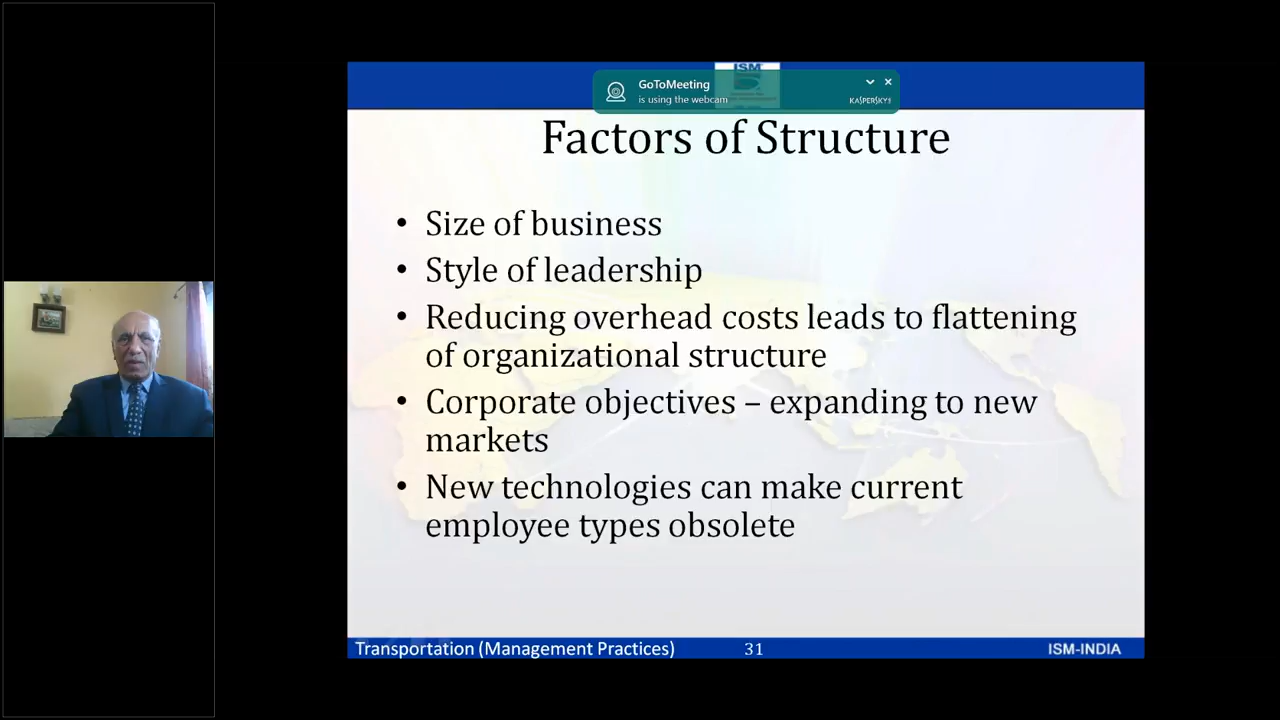 ISM
GoToMeeting
is using the webcam
KASPERSKY
Factors of Structure
• Size of business
• Style of leadership
• Reducing overhead costs leads to flattening
of organizational structure
• Corporate objectives – expanding to new
markets
• New technologies can make current
employee types obsolete
Transportation (Management Practices)
31
ISM-INDIA